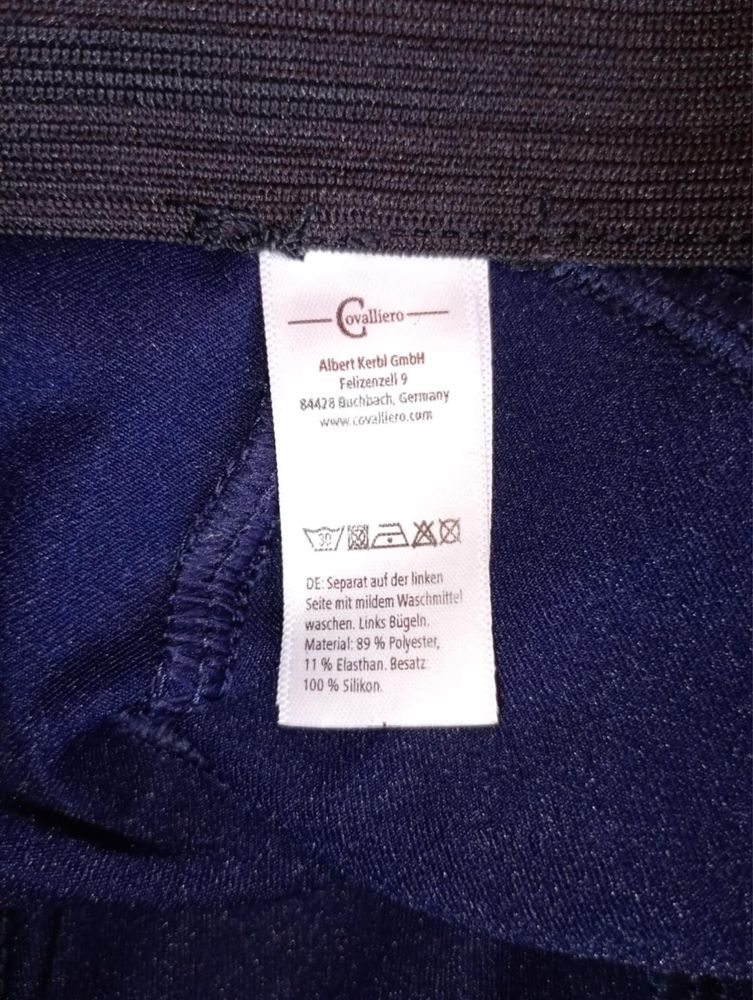 Covalliero
Albert Kerbl GmbH
Felizenzell 9
84428 Buchbach, Germany
www.covalliero.com
30
DE: Separat auf der linken
Seite mit mildem Waschmittel
waschen. Links Bügeln.
Material: 89 % Polyester,
11 % Elasthan. Besatz
100 % Silikon.